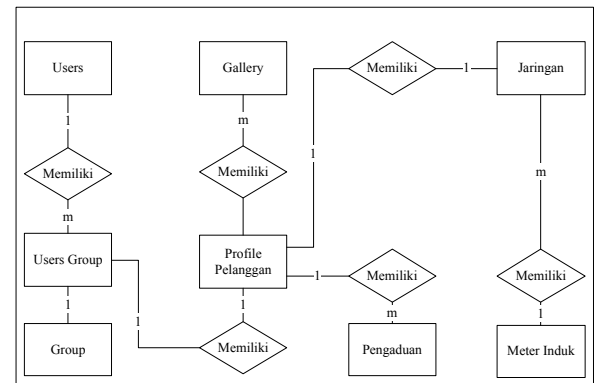 Users
Gallery
Memiliki
1
Jaringan
1
m
1
Memiliki
Memiliki
m
m
Users Group
Profile
Pelanggan
1
Memiliki
Memiliki
1
1
1
m
1
Group
Memiliki
Pengaduan
Meter Induk